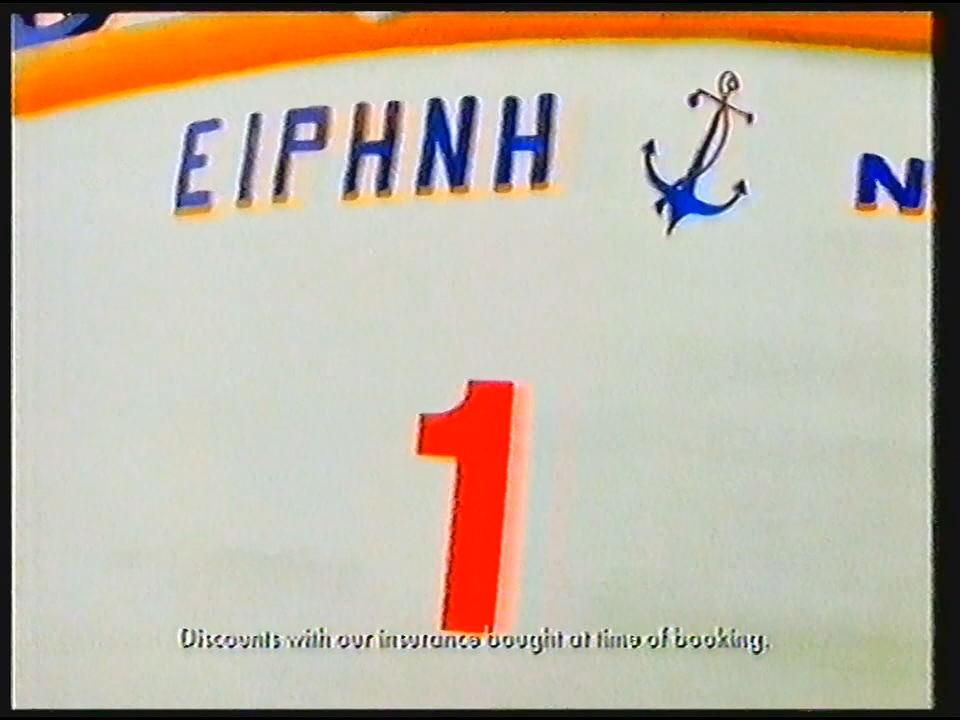 ΕΙΡΗΝΗ Ν
1
Discounts with our insurance bought at time of booking.